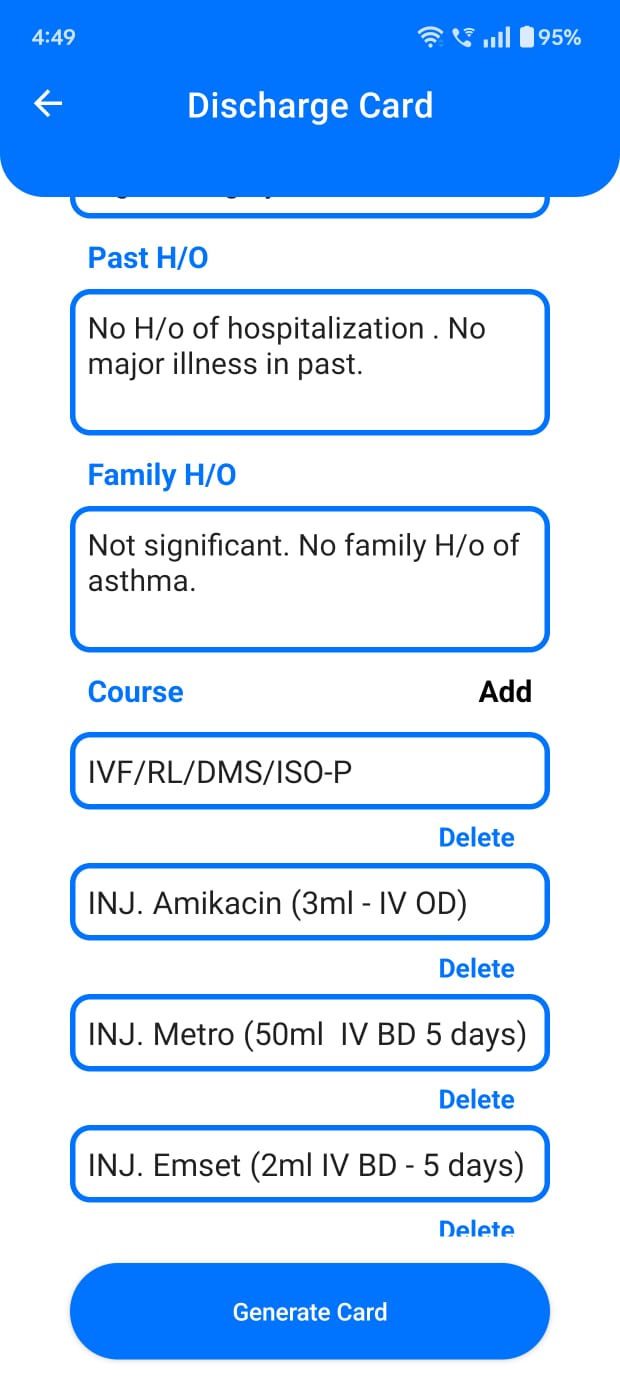 4:49
95%
Discharge Card
Past H/O
No H/o of hospitalization . No
major illness in past.
Family H/O
Not significant. No family H/o of
asthma.
Course Add
IVF/RL/DMS/ISO-P
Delete
INJ. Amikacin (3ml - IV OD)
Delete
INJ. Metro (50ml  IV BD 5 days)
Delete
INJ. Emset (2ml IV BD - 5 days)
Delete
Generate Card